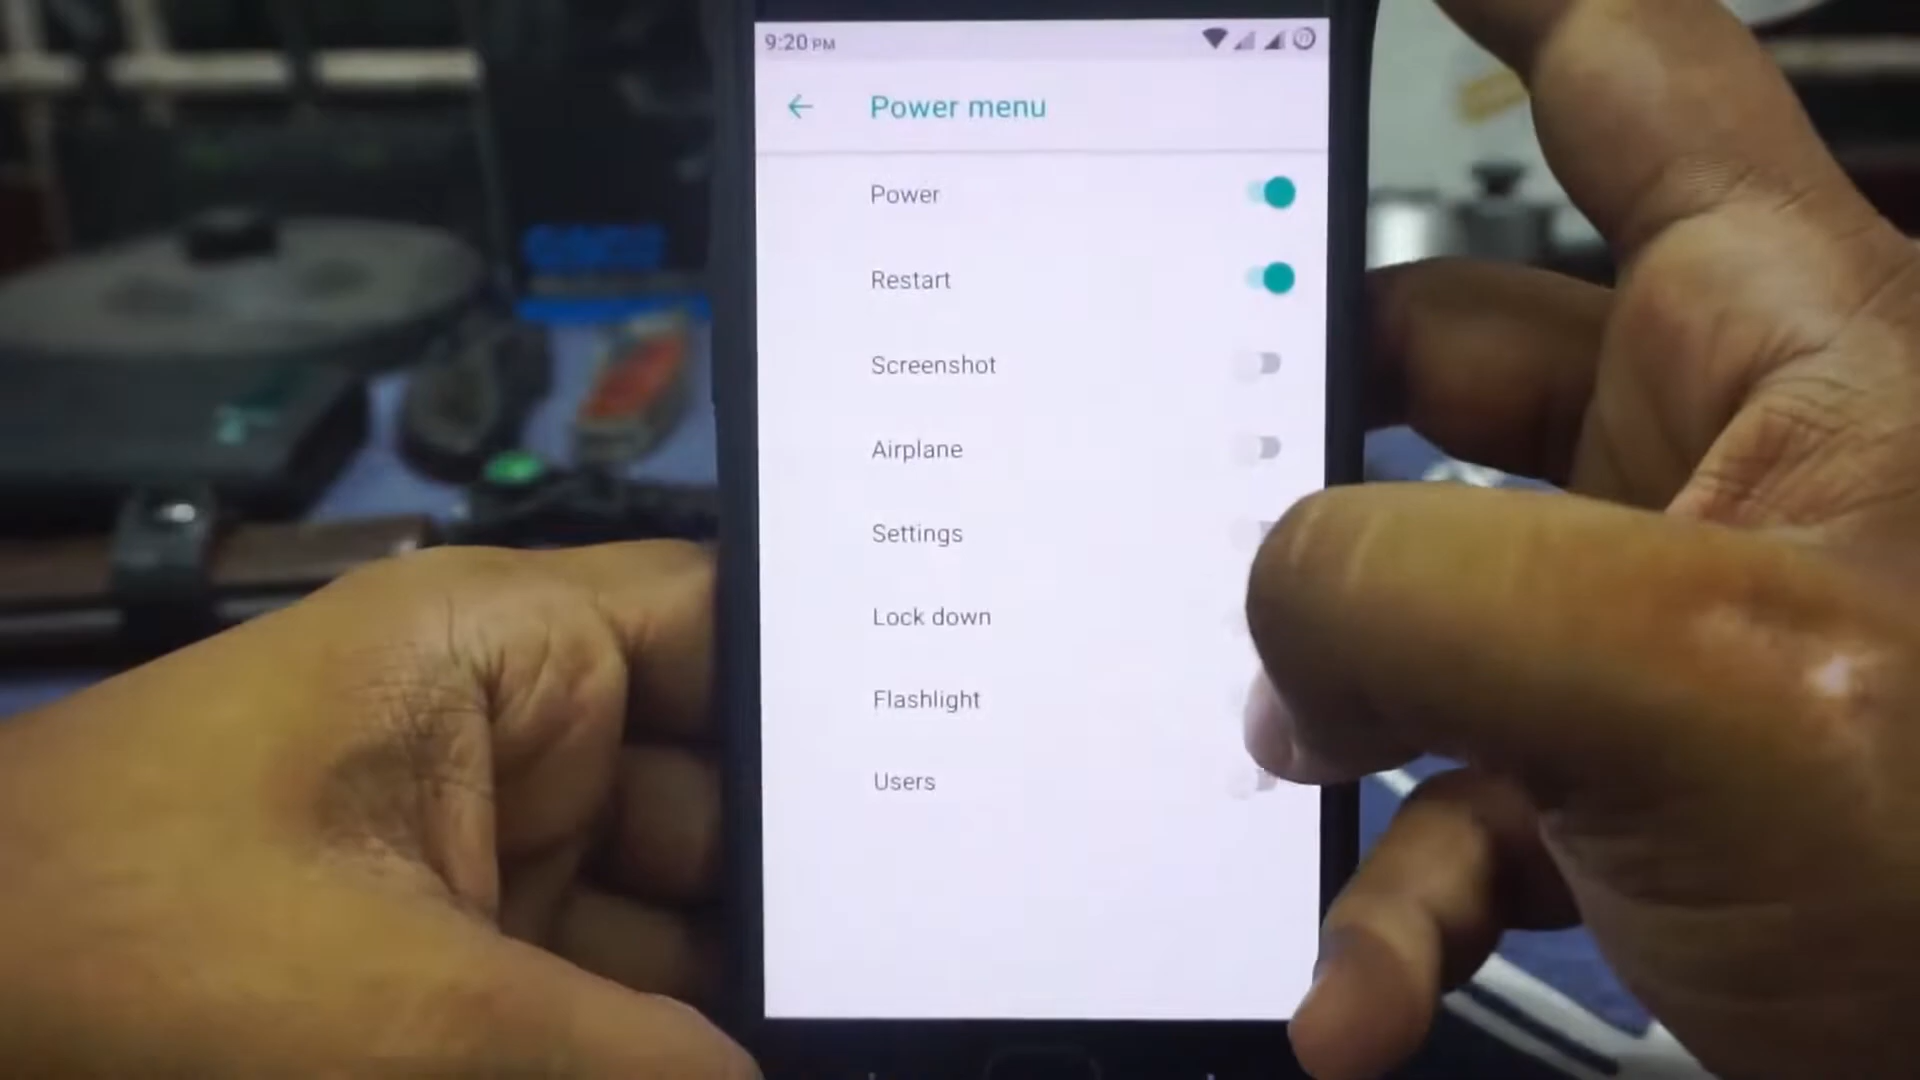 9:20 PM
Power menu
Power
Restart
Screenshot
Airplane
Settings
Lock down
Flashlight
Users